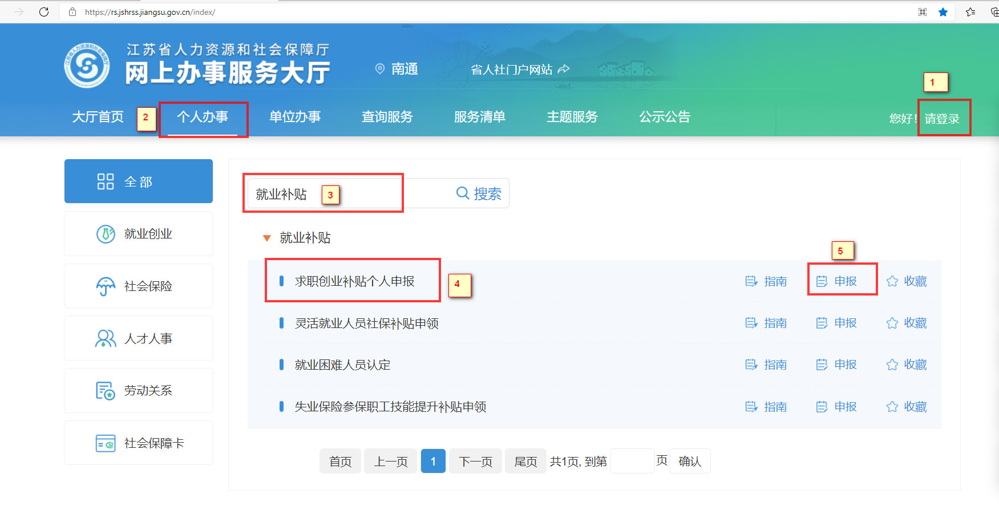 https://rs.jshrss.jiangsu.gov.cn/index/
江苏省人力资源和社会保障厅
网上办事服务大厅
南通
省人社门户网站
1
大厅首页
2
个人办事
单位办事
查询服务
服务清单
主题服务
公示公告
您好!
请登录
全部
就业创业
社会保险
人才人事
劳动关系
社会保障卡
就业补贴
3
搜索
就业补贴
5
求职创业补贴个人申报
4
指南
申报
收藏
灵活就业人员社保补贴申领
指南
申报
收藏
就业困难人员认定
指南
申报
收藏
失业保险参保职工技能提升补贴申领
指南
申报
收藏
首页
上一页
1
下一页
尾页
共1页, 到第
页
确认